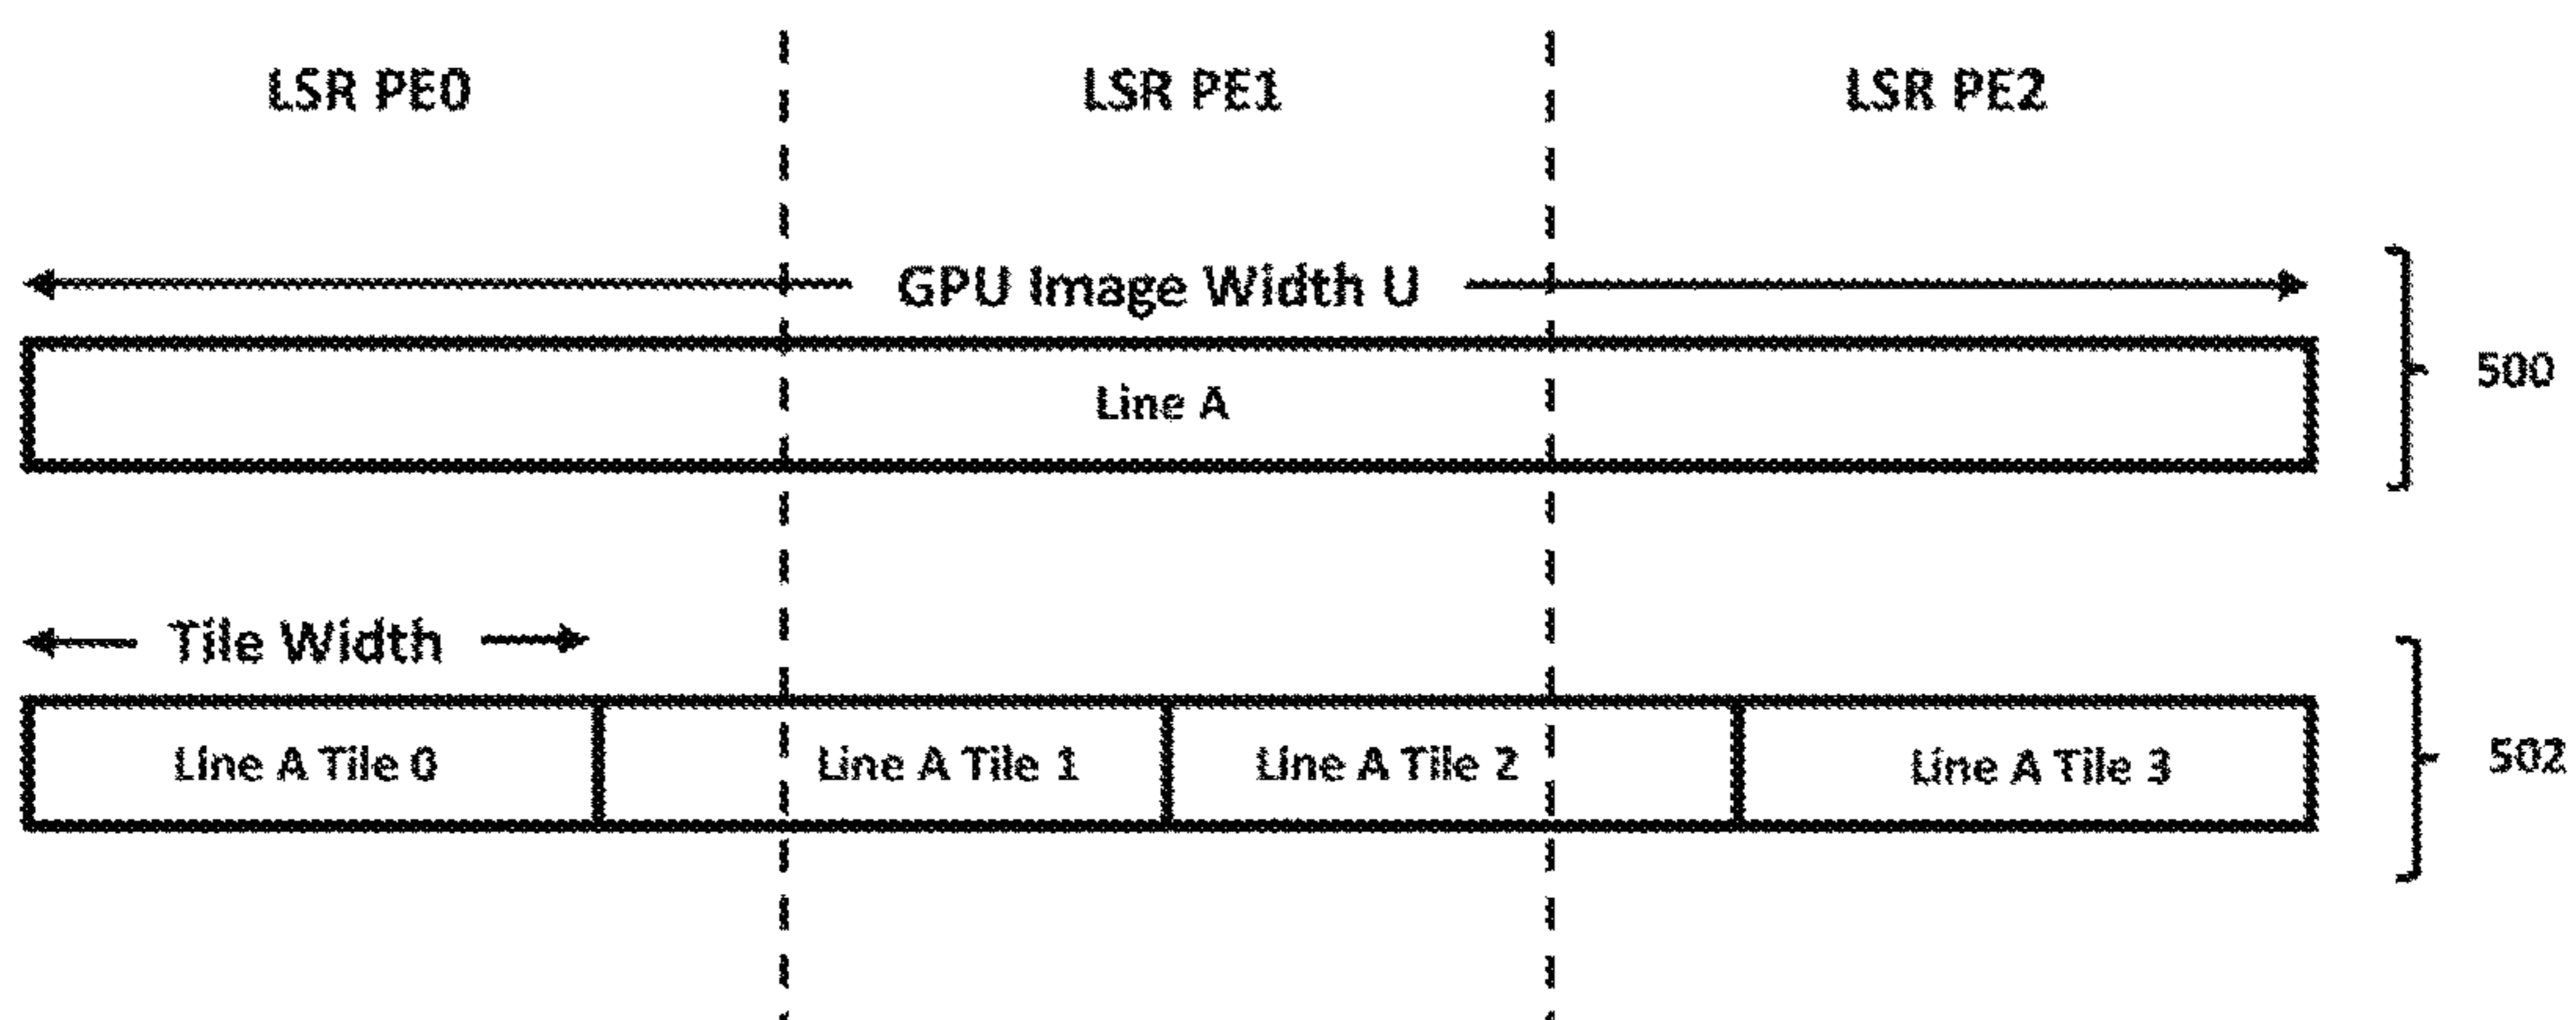 LSR PE0 LSR PE1 LSR PE2
GPU Image Width U
Line A
500
Tile Width
Line A Tile 0 Line A Tile 1 Line A Tile 2 Line A Tile 3
502